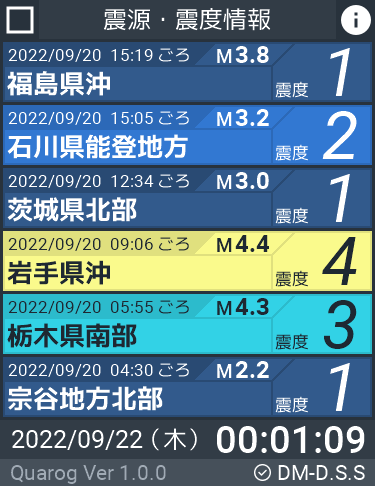 震源・震度情報
2022/09/20 15:19 ごろ M3.8
福島県沖 震度 1
2022/09/20 15:05 ごろ M3.2
石川県能登地方 震度 2
2022/09/20 12:34 ごろ M3.0
茨城県北部 震度 1
2022/09/20 09:06 ごろ M4.4
岩手県沖 震度 4
2022/09/20 05:55 ごろ M4.3
栃木県南部 震度 3
2022/09/20 04:30 ごろ M2.2
宗谷地方北部 震度 1
2022/09/22（木） 00:01:09
Quarog Ver 1.0.0 DM-D.S.S